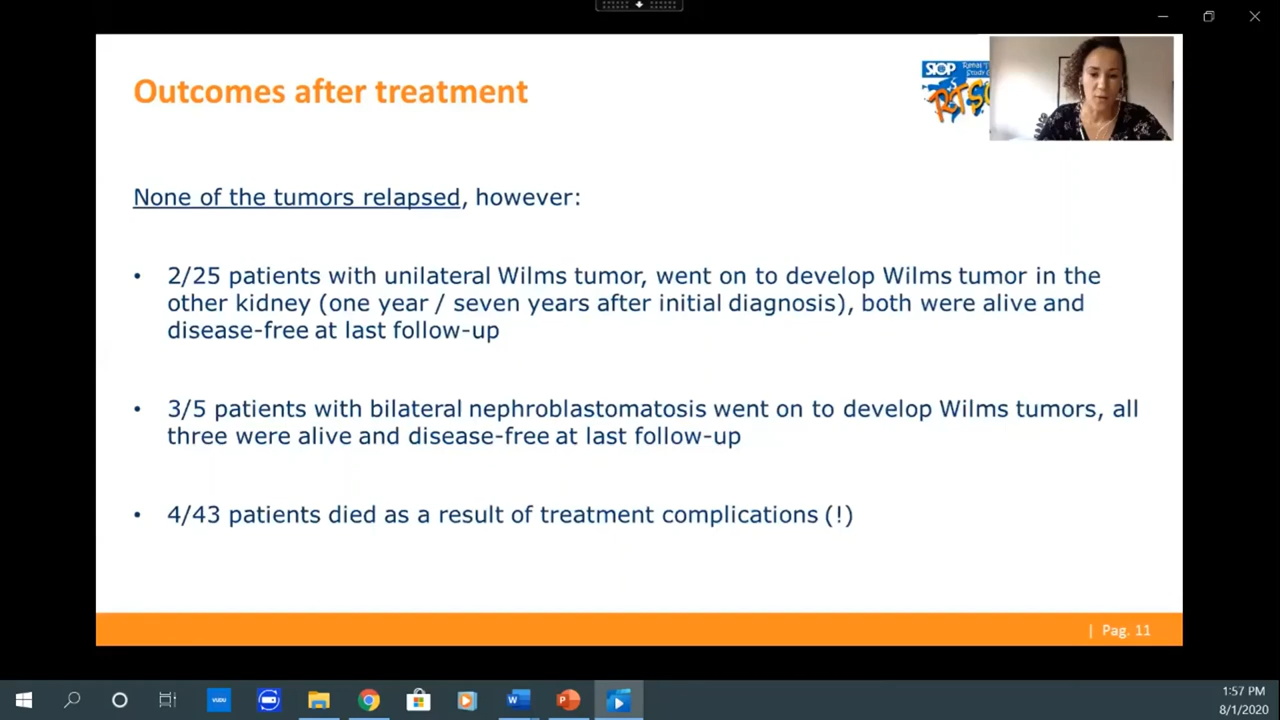 Outcomes after treatment
SIOP
RTS
None of the tumors relapsed, however:
• 2/25 patients with unilateral Wilms tumor, went on to develop Wilms tumor in the
other kidney (one year / seven years after initial diagnosis), both were alive and
disease-free at last follow-up
• 3/5 patients with bilateral nephroblastomatosis went on to develop Wilms tumors, all
three were alive and disease-free at last follow-up
• 4/43 patients died as a result of treatment complications (!)
| Pag. 11
VUDU
1:57 PM
8/1/2020